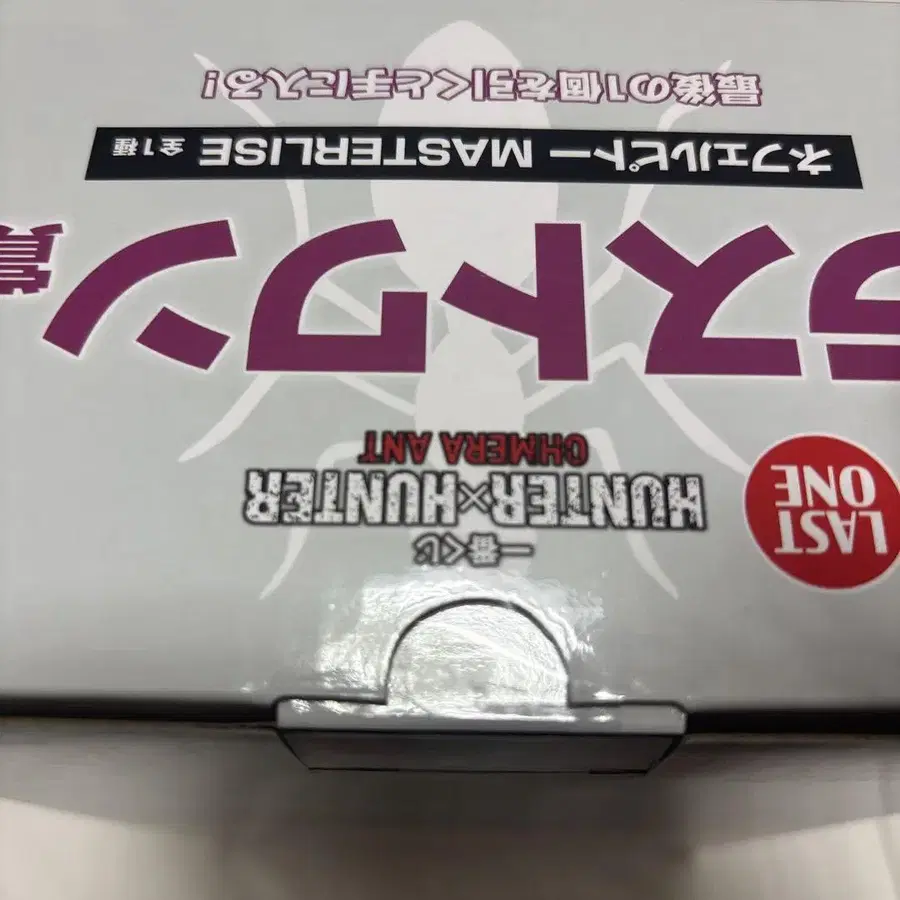 一番くじ
HUNTER×HUNTER
CHMERA ANT
LAST
ONE
ラストワン賞
ネフェルピトー MASTERLISE 全1種
最後の1個を引くと手に入る!